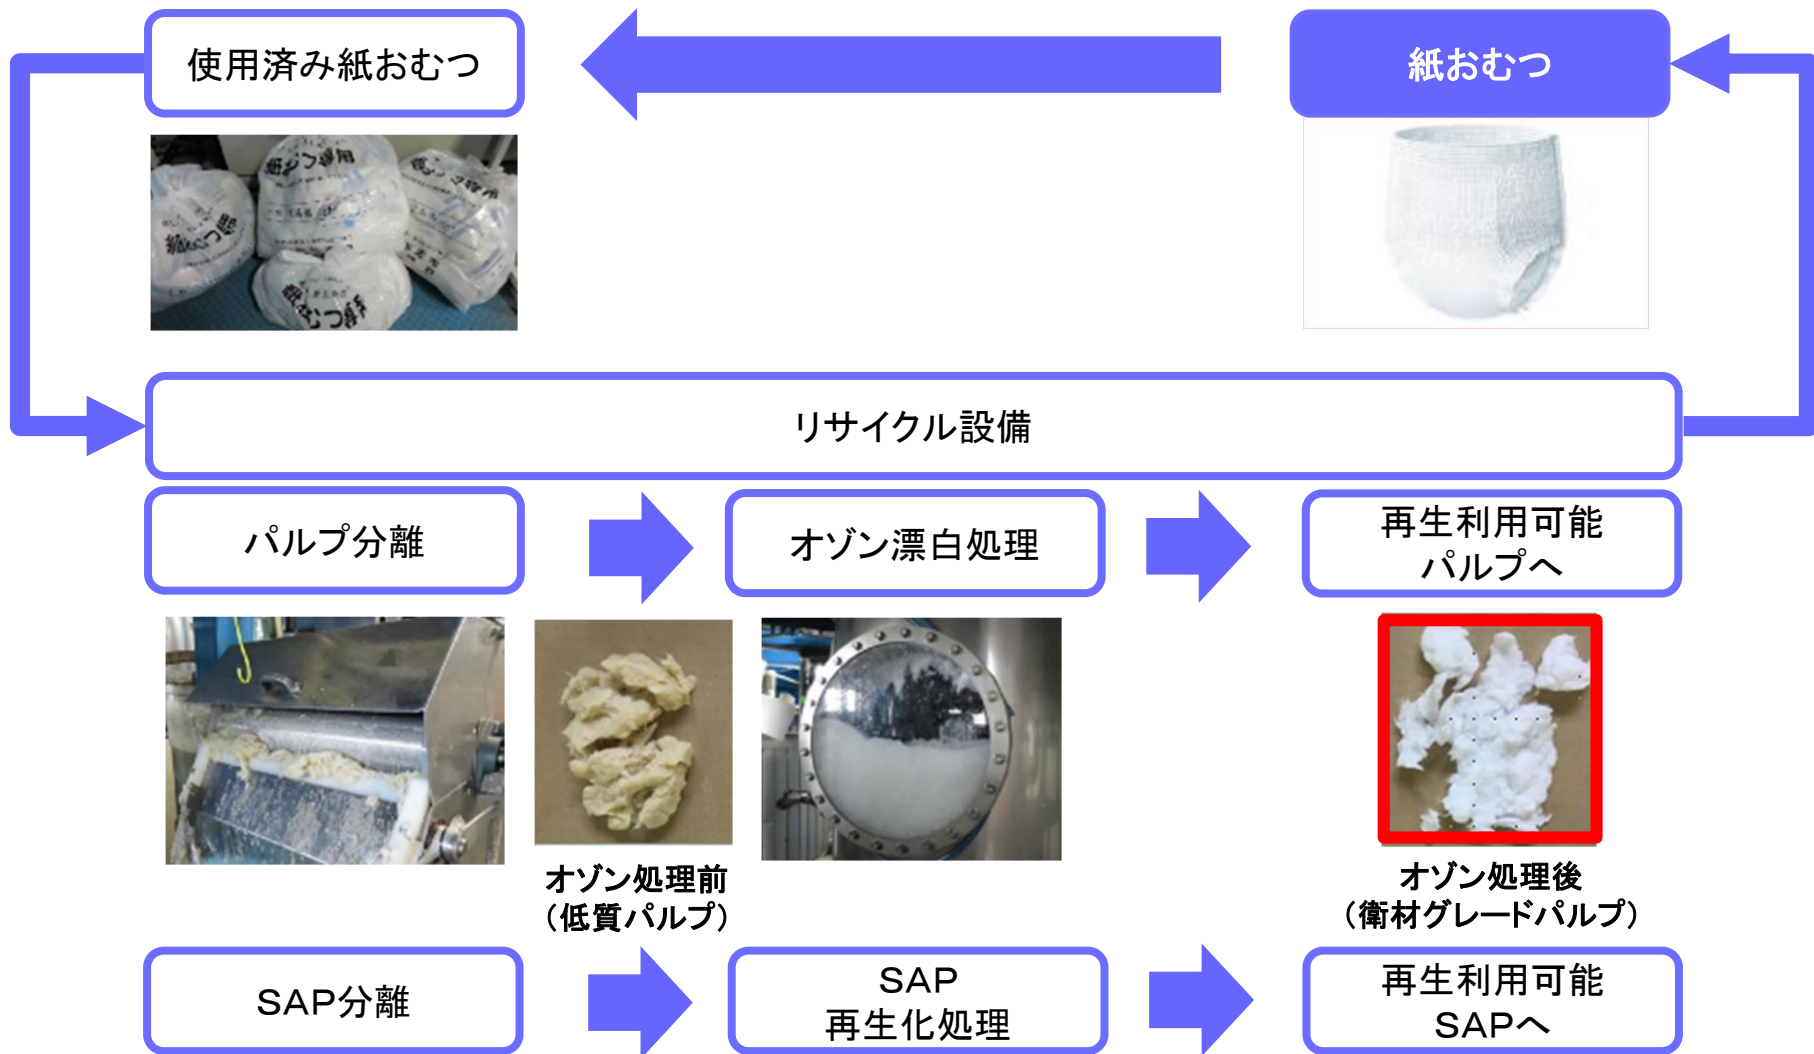 使用済み紙おむつ
紙おむつ
リサイクル設備
パルプ分離
オゾン漂白処理
再生利用可能
パルプへ
オゾン処理前
(低質パルプ)
オゾン処理後
(衛材グレードパルプ)
SAP分離
SAP
再生化処理
再生利用可能
SAPへ